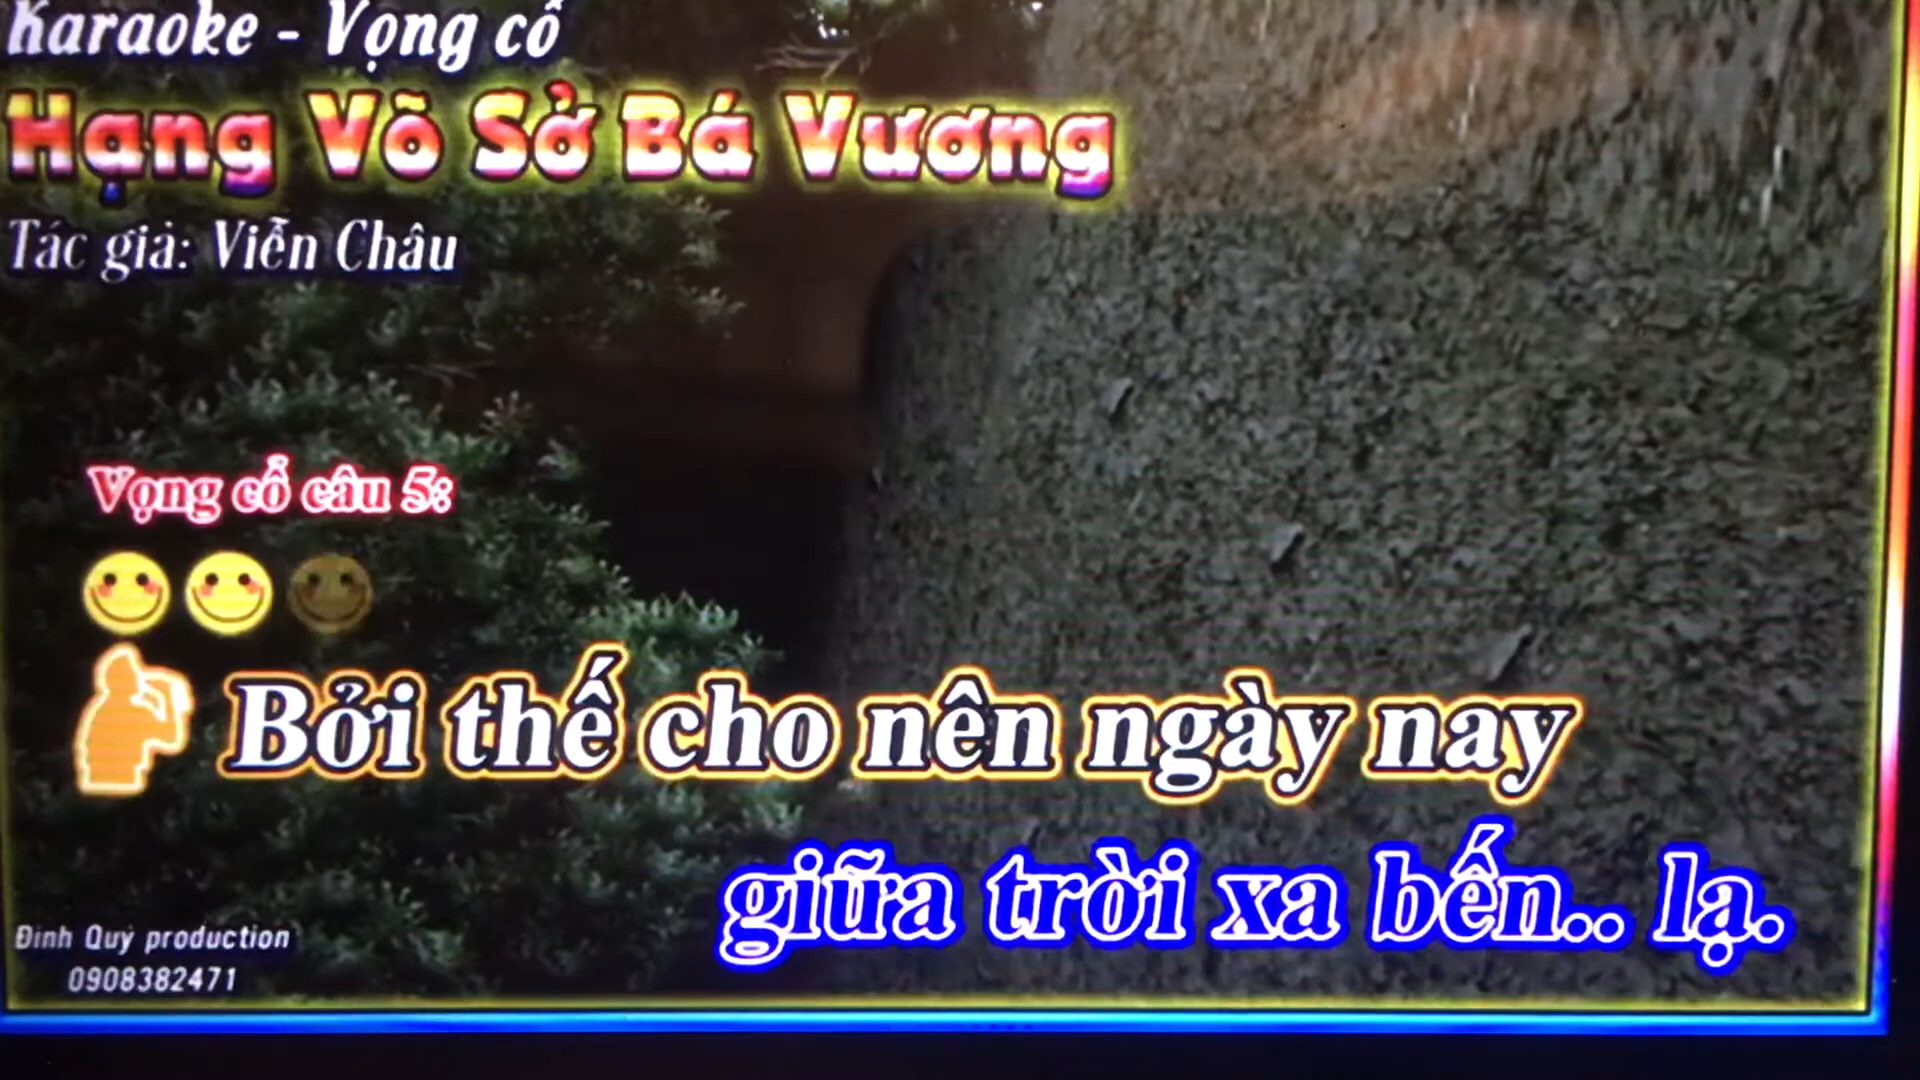 Karaoke - Vọng cổ
Hạng Võ Sở Bá Vương
Tác giả: Viễn Châu
Vọng cổ câu 5:
Bởi thế cho nên ngày nay
giữa trời xa bến.. lạ.
Đinh Quý production
0908382471